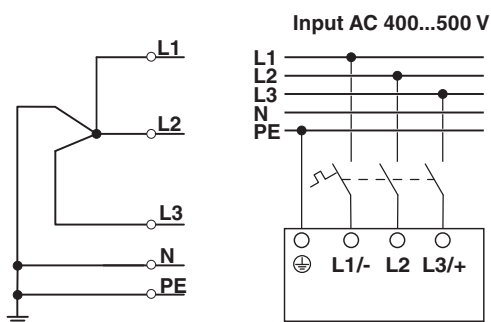 L1
L2
L3
N
PE
Input AC 400...500 V
L1
L2
L3
N
PE
L1/- L2 L3/+